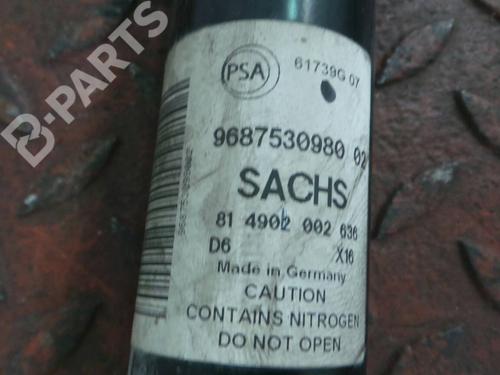 PSA
61739G 07
9687530980 02
SACHS
81 4902 002 636
D6 X16
Made in Germany
CAUTION
CONTAINS NITROGEN
DO NOT OPEN
B-PARTS